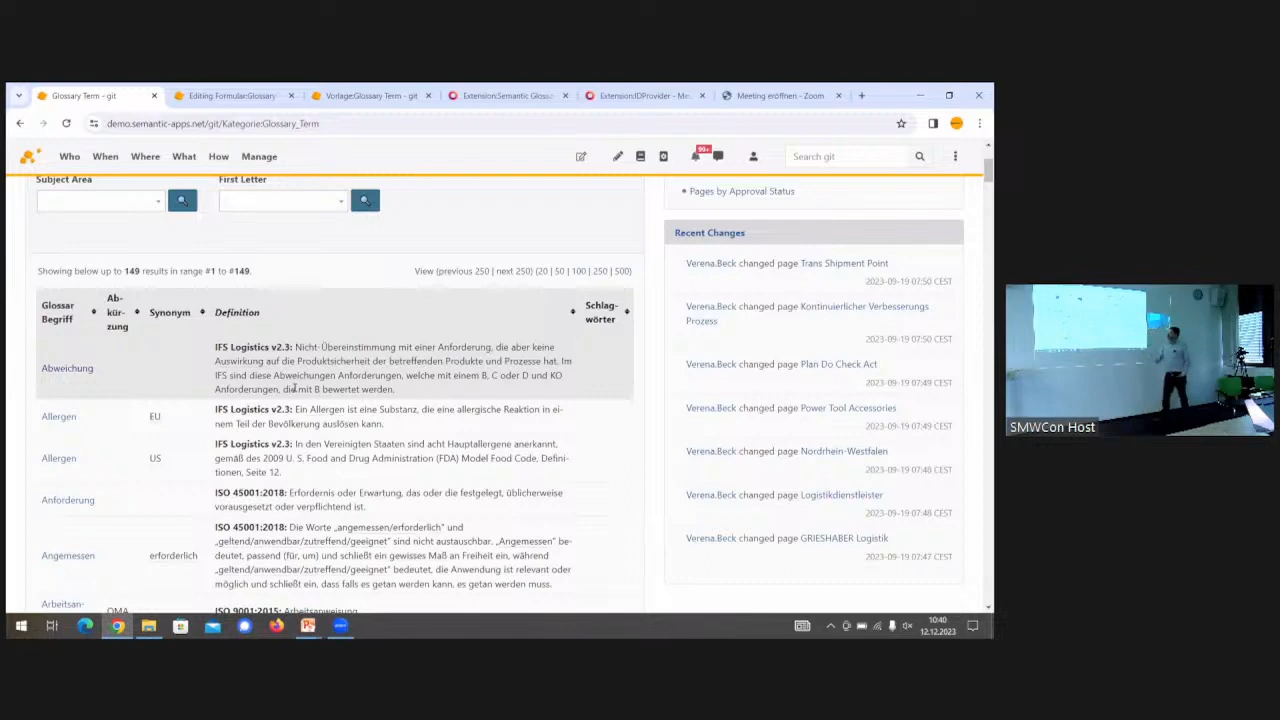 Glossary Term - git
Editing Formular:Glossary
Vorlage:Glossary Term - git
Extension:Semantic Gloss
Extension:IDProvider - Me
Meeting eröffnen - Zoom
demo.semantic-apps.net/git/Kategorie:Glossary_Term
Who When Where What How Manage
99+
Search git
Subject Area
First Letter
Showing below up to 149 results in range #1 to #149.
View (previous 250 | next 250) (20 | 50 | 100 | 250 | 500)
Glossar
Begriff
Ab-
kür-
zung
Synonym
Definition
Schlag-
wörter
Abweichung
IFS Logistics v2.3: Nicht-Übereinstimmung mit einer Anforderung, die aber keine
Auswirkung auf die Produktsicherheit der betreffenden Produkte und Prozesse hat. Im
IFS sind diese Abweichungen Anforderungen, welche mit einem B, C oder D und KO
Anforderungen, die mit B bewertet werden.
Allergen
EU
IFS Logistics v2.3: Ein Allergen ist eine Substanz, die eine allergische Reaktion in ei-
nem Teil der Bevölkerung auslösen kann.
Allergen
US
IFS Logistics v2.3: In den Vereinigten Staaten sind acht Hauptallergene anerkannt,
gemäß des 2009 U. S. Food and Drug Administration (FDA) Model Food Code, Defini-
tionen, Seite 12.
Anforderung
ISO 45001:2018: Erfordernis oder Erwartung, das oder die festgelegt, üblicherweise
vorausgesetzt oder verpflichtend ist.
Angemessen
erforderlich
ISO 45001:2018: Die Worte „angemessen/erforderlich" und
„geltend/anwendbar/zutreffend/geeignet" sind nicht austauschbar. „Angemessen" be-
deutet, passend (für, um) und schließt ein gewisses Maß an Freiheit ein, während
„geltend/anwendbar/zutreffend/geeignet" bedeutet, die Anwendung ist relevant oder
möglich und schließt ein, dass falls es getan werden kann, es getan werden muss.
Arbeitsan-
QMA
ISO 9001:2015: Arbeitsanweisung
Pages by Approval Status
Recent Changes
Verena.Beck changed page Trans Shipment Point
2023-09-19 07:50 CEST
Verena.Beck changed page Kontinuierlicher Verbesserungs
Prozess
2023-09-19 07:50 CEST
Verena.Beck changed page Plan Do Check Act
2023-09-19 07:49 CEST
Verena.Beck changed page Power Tool Accessories
2023-09-19 07:49 CEST
Verena.Beck changed page Nordrhein-Westfalen
2023-09-19 07:48 CEST
Verena.Beck changed page Logistikdienstleister
2023-09-19 07:48 CEST
Verena.Beck changed page GRIESHABER Logistik
2023-09-19 07:47 CEST
10:40
12.12.2023
SMWCon Host